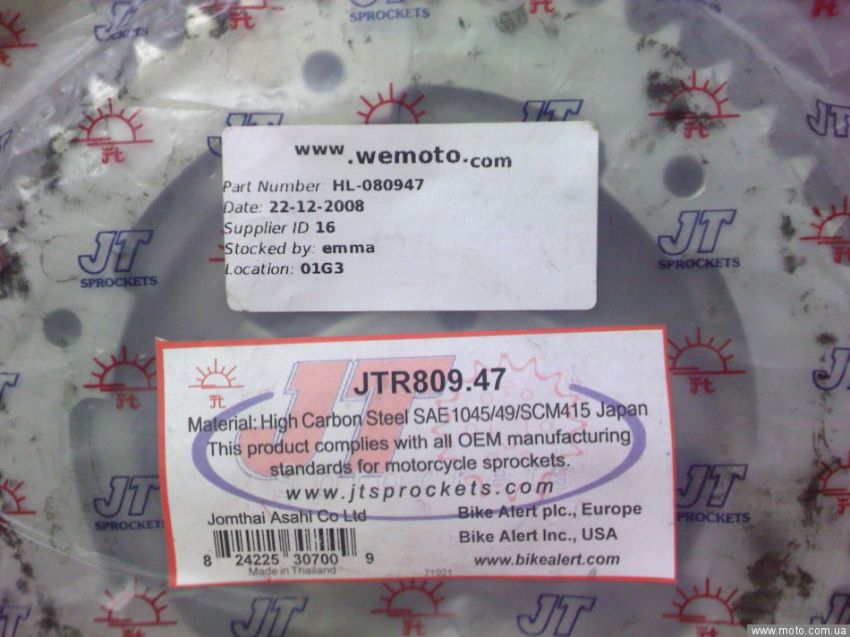 JT
SPROCKETS
JT
JT
www.wemoto.com
Part Number: HL-080947
Date: 22-12-2008
Supplier ID 16
Stocked by: emma
Location: 01G3
JT
SPROCKETS
JT
SPROCKETS
JT
JTR809.47
Material: High Carbon Steel SAE1045/49/SCM415 Japan
This product complies with all OEM manufacturing
standards for motorcycle sprockets.
www.jtsprockets.com
Jomthai Asahi Co Ltd
Bike Alert plc., Europe
Bike Alert Inc., USA
www.bikealert.com
8 24225 30700 9
Made in Thailand
71921
JT
SPROCKETS
JT
SPROCKETS
JT
JT
SPROCKETS
www.moto.com.ua